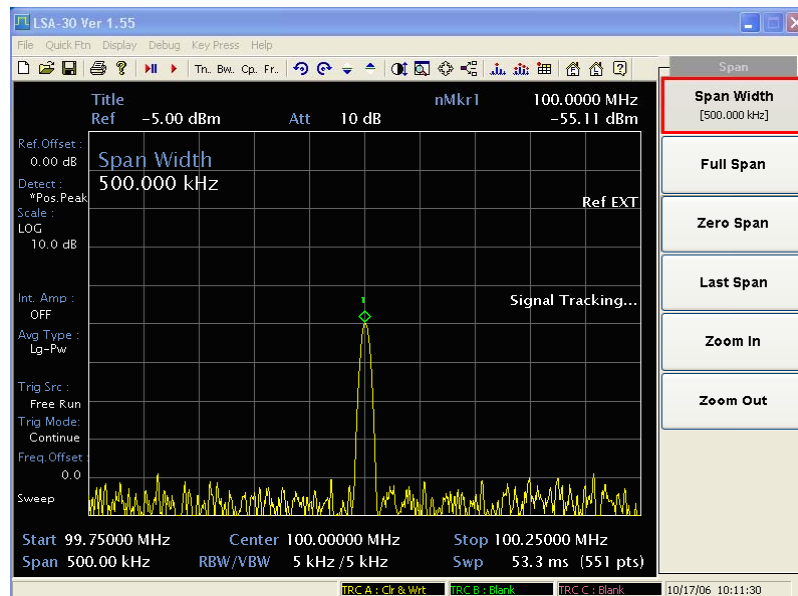 LSA-30 Ver 1.55
File Quick Ftn Display Debug Key Press Help
Tn.. Bw.. Cp. Fr..
Span
Title nMkr1 100.0000 MHz
Ref -5.00 dBm Att 10 dB -55.11 dBm
Span Width
[500.000 kHz]
Full Span
Zero Span
Last Span
Zoom In
Zoom Out
Ref.Offset :
0.00 dB
Detect :
*Pos.Peak
Scale :
LOG
10.0 dB
Int. Amp :
OFF
Avg Type :
Lg-Pw
Trig Src :
Free Run
Trig Mode:
Continue
Freq.Offset :
0.0
Sweep
Span Width
500.000 kHz
Ref EXT
Signal Tracking...
1
Start 99.75000 MHz Center 100.00000 MHz Stop 100.25000 MHz
Span 500.00 kHz RBW/VBW 5 kHz /5 kHz Swp 53.3 ms (551 pts)
TRC A : Clr & Wrt TRC B : Blank TRC C : Blank 10/17/06 10:11:30